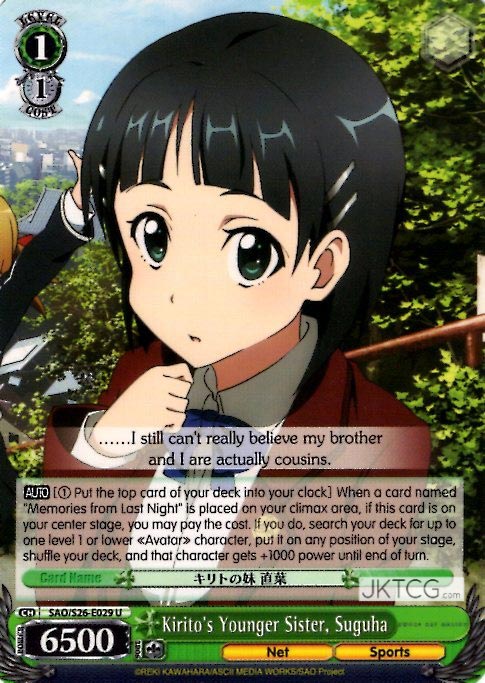 LEVEL
1
1
COST
......I still can't really believe my brother
and I are actually cousins.
AUTO [① Put the top card of your deck into your clock] When a card named
"Memories from Last Night" is placed on your climax area, if this card is on
your center stage, you may pay the cost. If you do, search your deck for up to
one level 1 or lower «Avatar» character, put it on any position of your stage,
shuffle your deck, and that character gets +1000 power until end of turn.
Card Name
キリトの妹 直葉
JKTCG.com
CH SAO/S26-E029 U
Kirito's Younger Sister, Suguha
POWER
6500
SOUL
Net
Sports
©REKI KAWAHARA/ASCII MEDIA WORKS/SAO Project